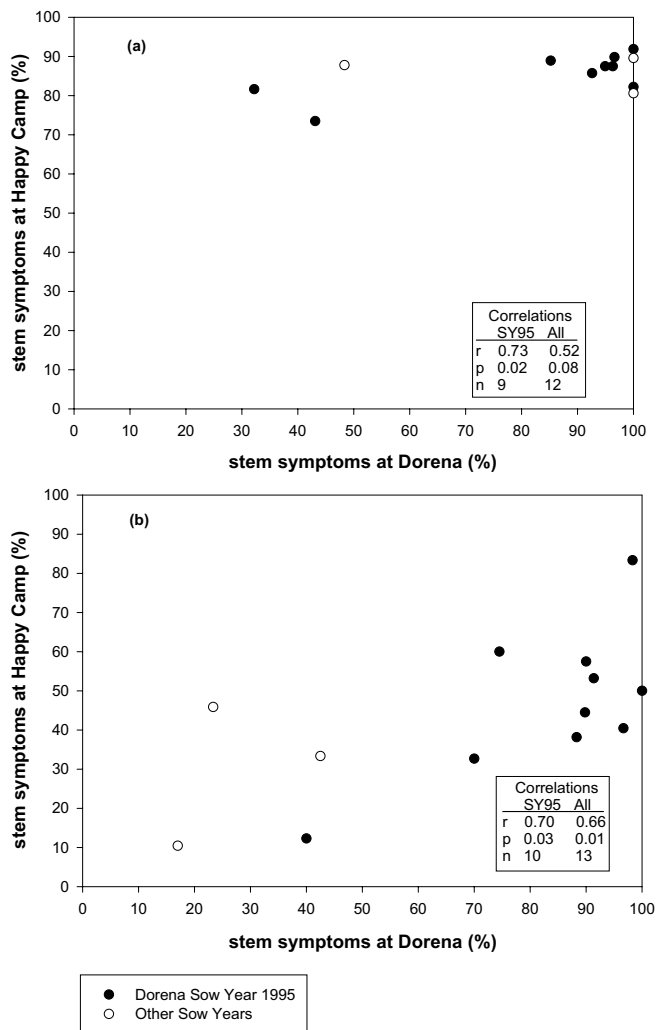 (a)
stem symptoms at Happy Camp (%)
100
90
80
70
60
50
40
30
20
10
0
Correlations
SY95 All
r 0.73 0.52
p 0.02 0.08
n 9 12
0 10 20 30 40 50 60 70 80 90 100
stem symptoms at Dorena (%)
(b)
stem symptoms at Happy Camp (%)
100
90
80
70
60
50
40
30
20
10
0
Correlations
SY95 All
r 0.70 0.66
p 0.03 0.01
n 10 13
0 10 20 30 40 50 60 70 80 90 100
stem symptoms at Dorena (%)
Dorena Sow Year 1995
Other Sow Years